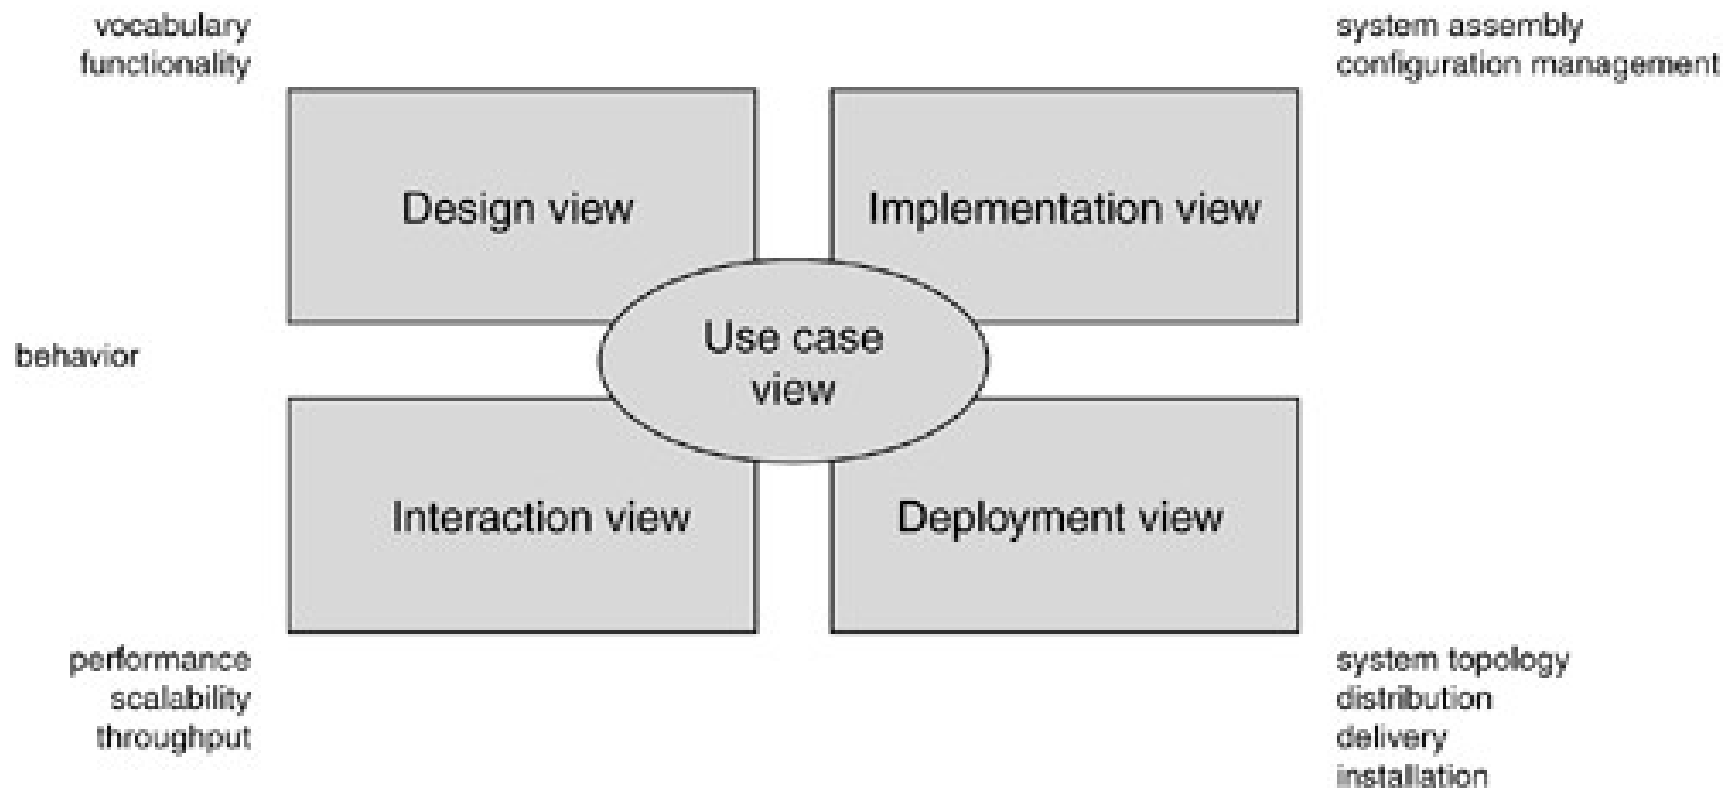 vocabulary
functionality
system assembly
configuration management
Design view
Implementation view
Use case
view
behavior
Interaction view
Deployment view
performance
scalability
throughput
system topology
distribution
delivery
installation